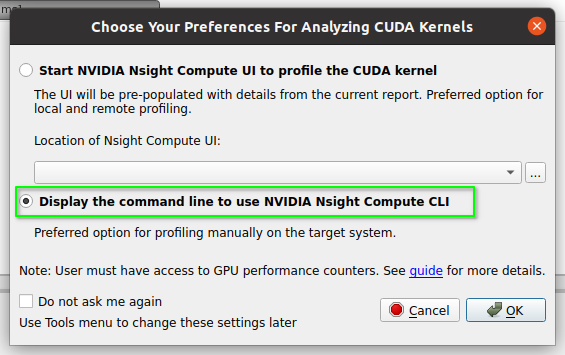 Choose Your Preferences For Analyzing CUDA Kernels
Start NVIDIA Nsight Compute UI to profile the CUDA kernel
The UI will be pre-populated with details from the current report. Preferred option for
local and remote profiling.
Location of Nsight Compute UI:
...
Display the command line to use NVIDIA Nsight Compute CLI
Preferred option for profiling manually on the target system.
Note: User must have access to GPU performance counters. See guide for more details.
Do not ask me again
Cancel
OK
Use Tools menu to change these settings later